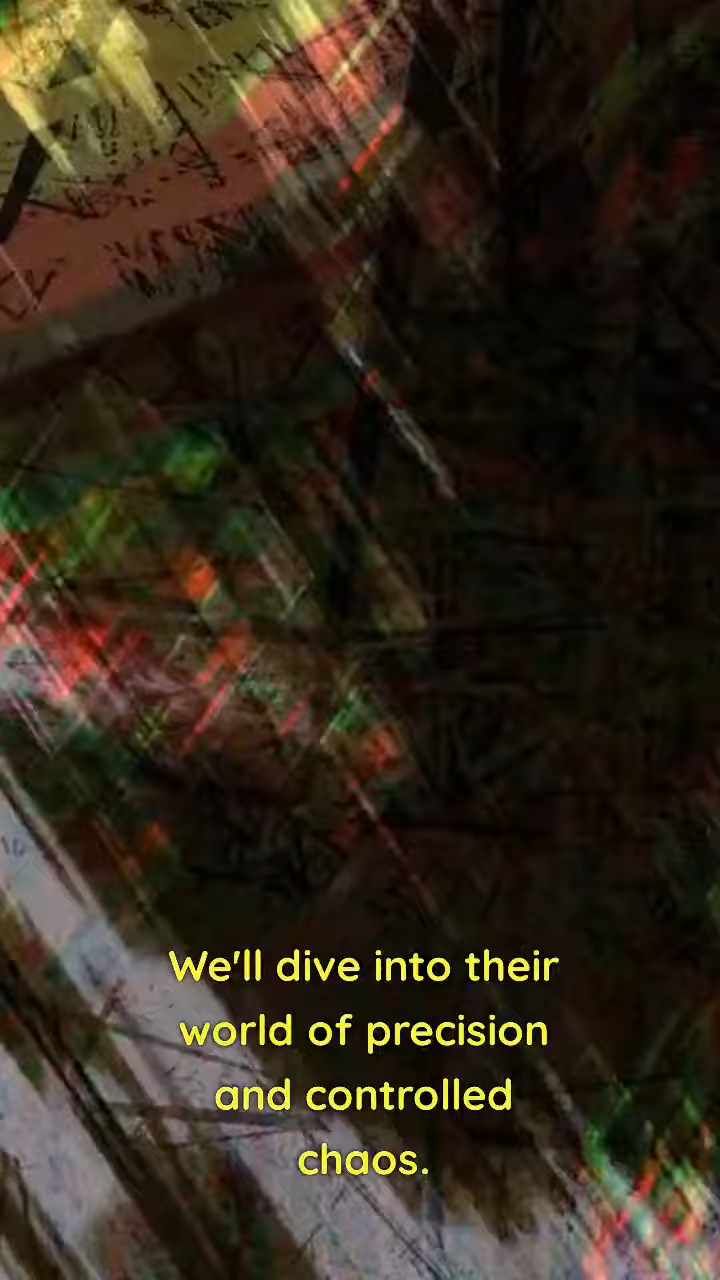 We'll dive into their
world of precision
and controlled
chaos.